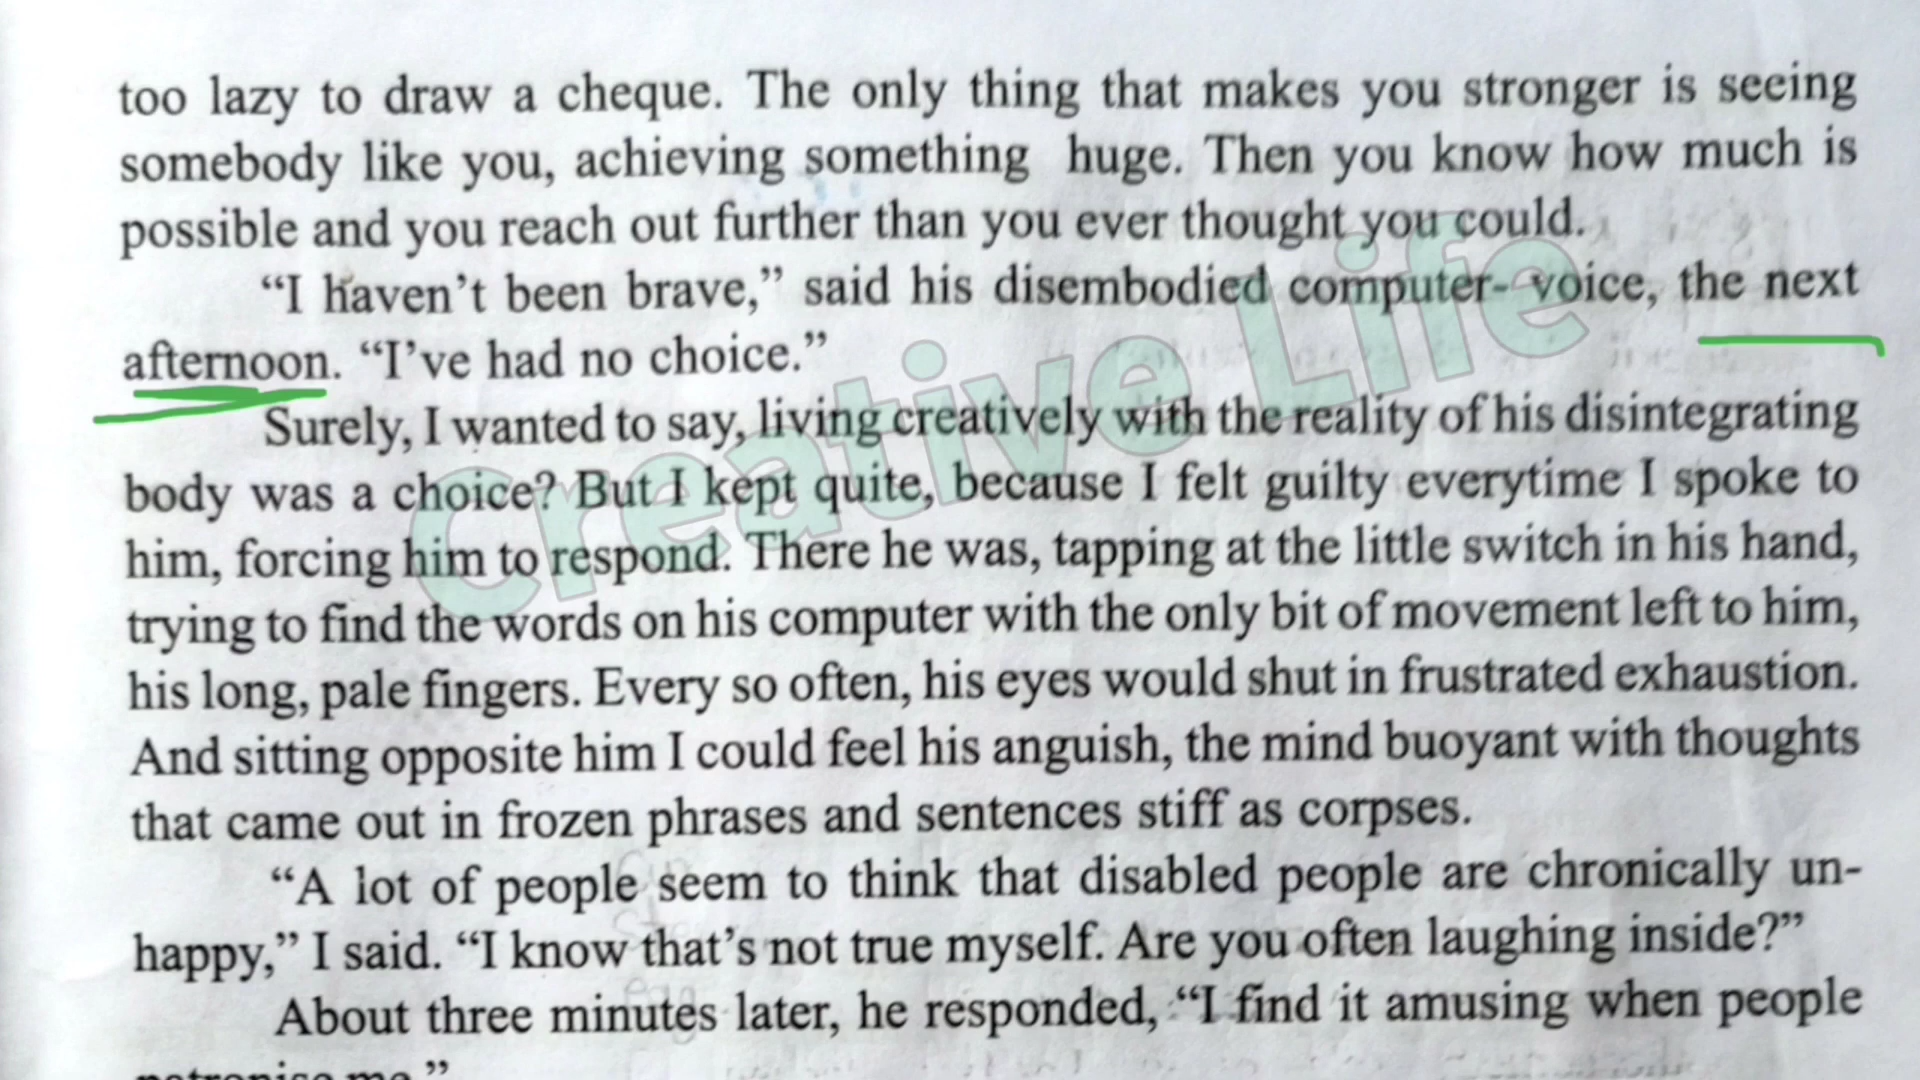 too lazy to draw a cheque. The only thing that makes you stronger is seeing
somebody like you, achieving something huge. Then you know how much is
possible and you reach out further than you ever thought you could.
“I haven’t been brave,” said his disembodied computer- voice, the next
afternoon. “I’ve had no choice.”
Surely, I wanted to say, living creatively with the reality of his disintegrating
body was a choice? But I kept quite, because I felt guilty everytime I spoke to
him, forcing him to respond. There he was, tapping at the little switch in his hand,
trying to find the words on his computer with the only bit of movement left to him,
his long, pale fingers. Every so often, his eyes would shut in frustrated exhaustion.
And sitting opposite him I could feel his anguish, the mind buoyant with thoughts
that came out in frozen phrases and sentences stiff as corpses.
“A lot of people seem to think that disabled people are chronically un-
happy,” I said. “I know that’s not true myself. Are you often laughing inside?”
About three minutes later, he responded, “I find it amusing when people
patronise me.”
Creative Life